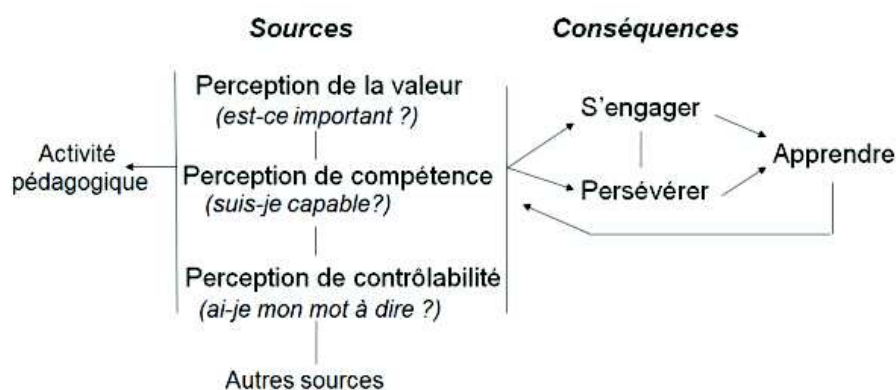 Sources
Conséquences
Perception de la valeur
(est-ce important ?)
S'engager
Activité
pédagogique
Perception de compétence
(suis-je capable?)
Persévérer
Apprendre
Perception de contrôlabilité
(ai-je mon mot à dire ?)
Autres sources